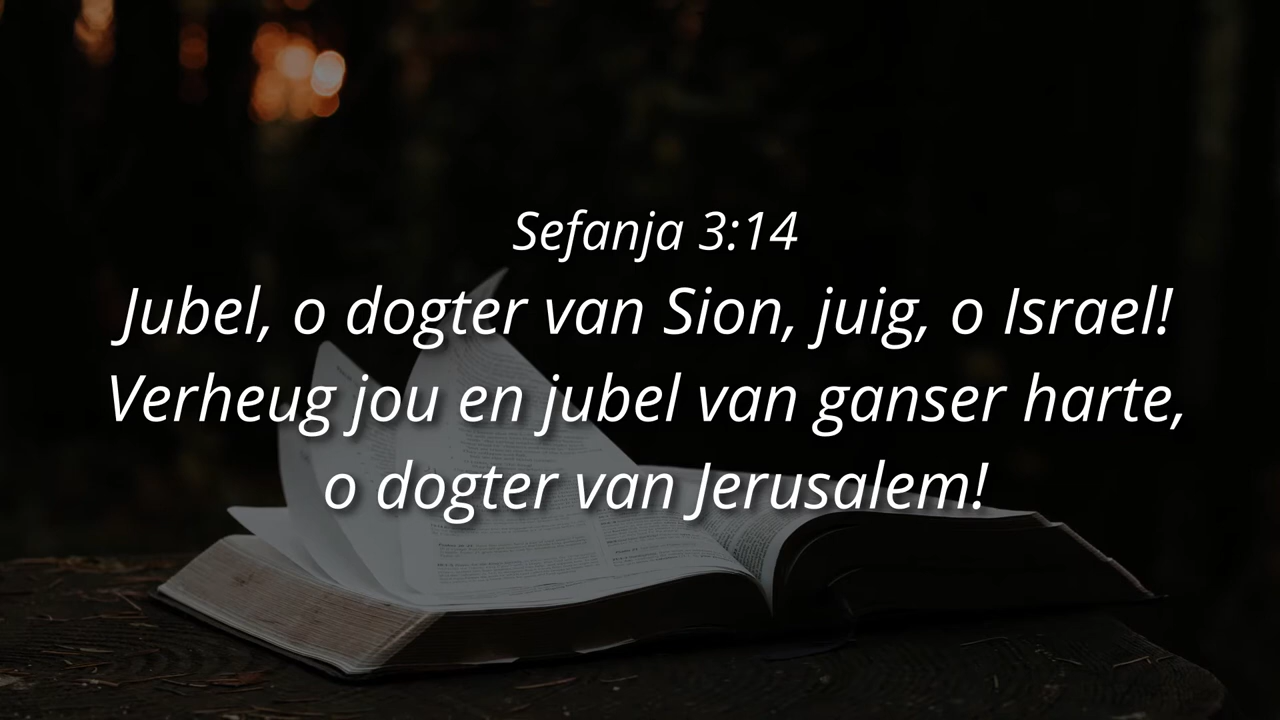 Sefanja 3:14
Jubel, o dogter van Sion, juig, o Israel!
Verheug jou en jubel van ganser harte,
o dogter van Jerusalem!